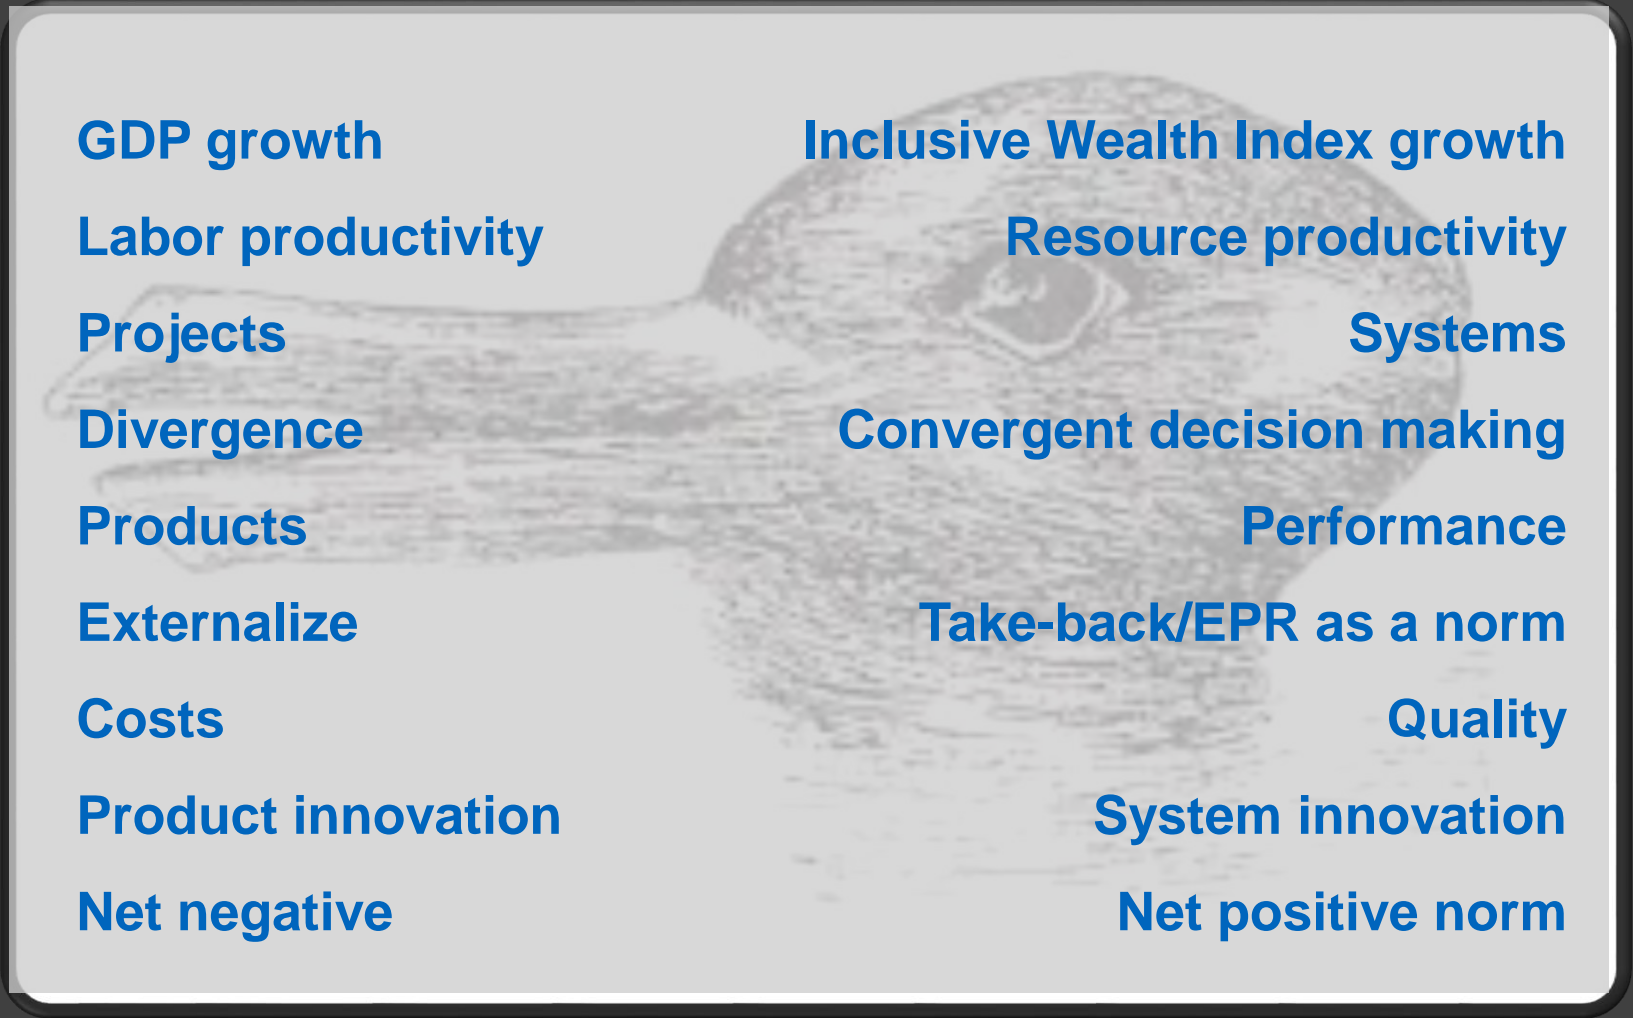 GDP growth Inclusive Wealth Index growth
Labor productivity Resource productivity
Projects Systems
Divergence Convergent decision making
Products Performance
Externalize Take-back/EPR as a norm
Costs Quality
Product innovation System innovation
Net negative Net positive norm